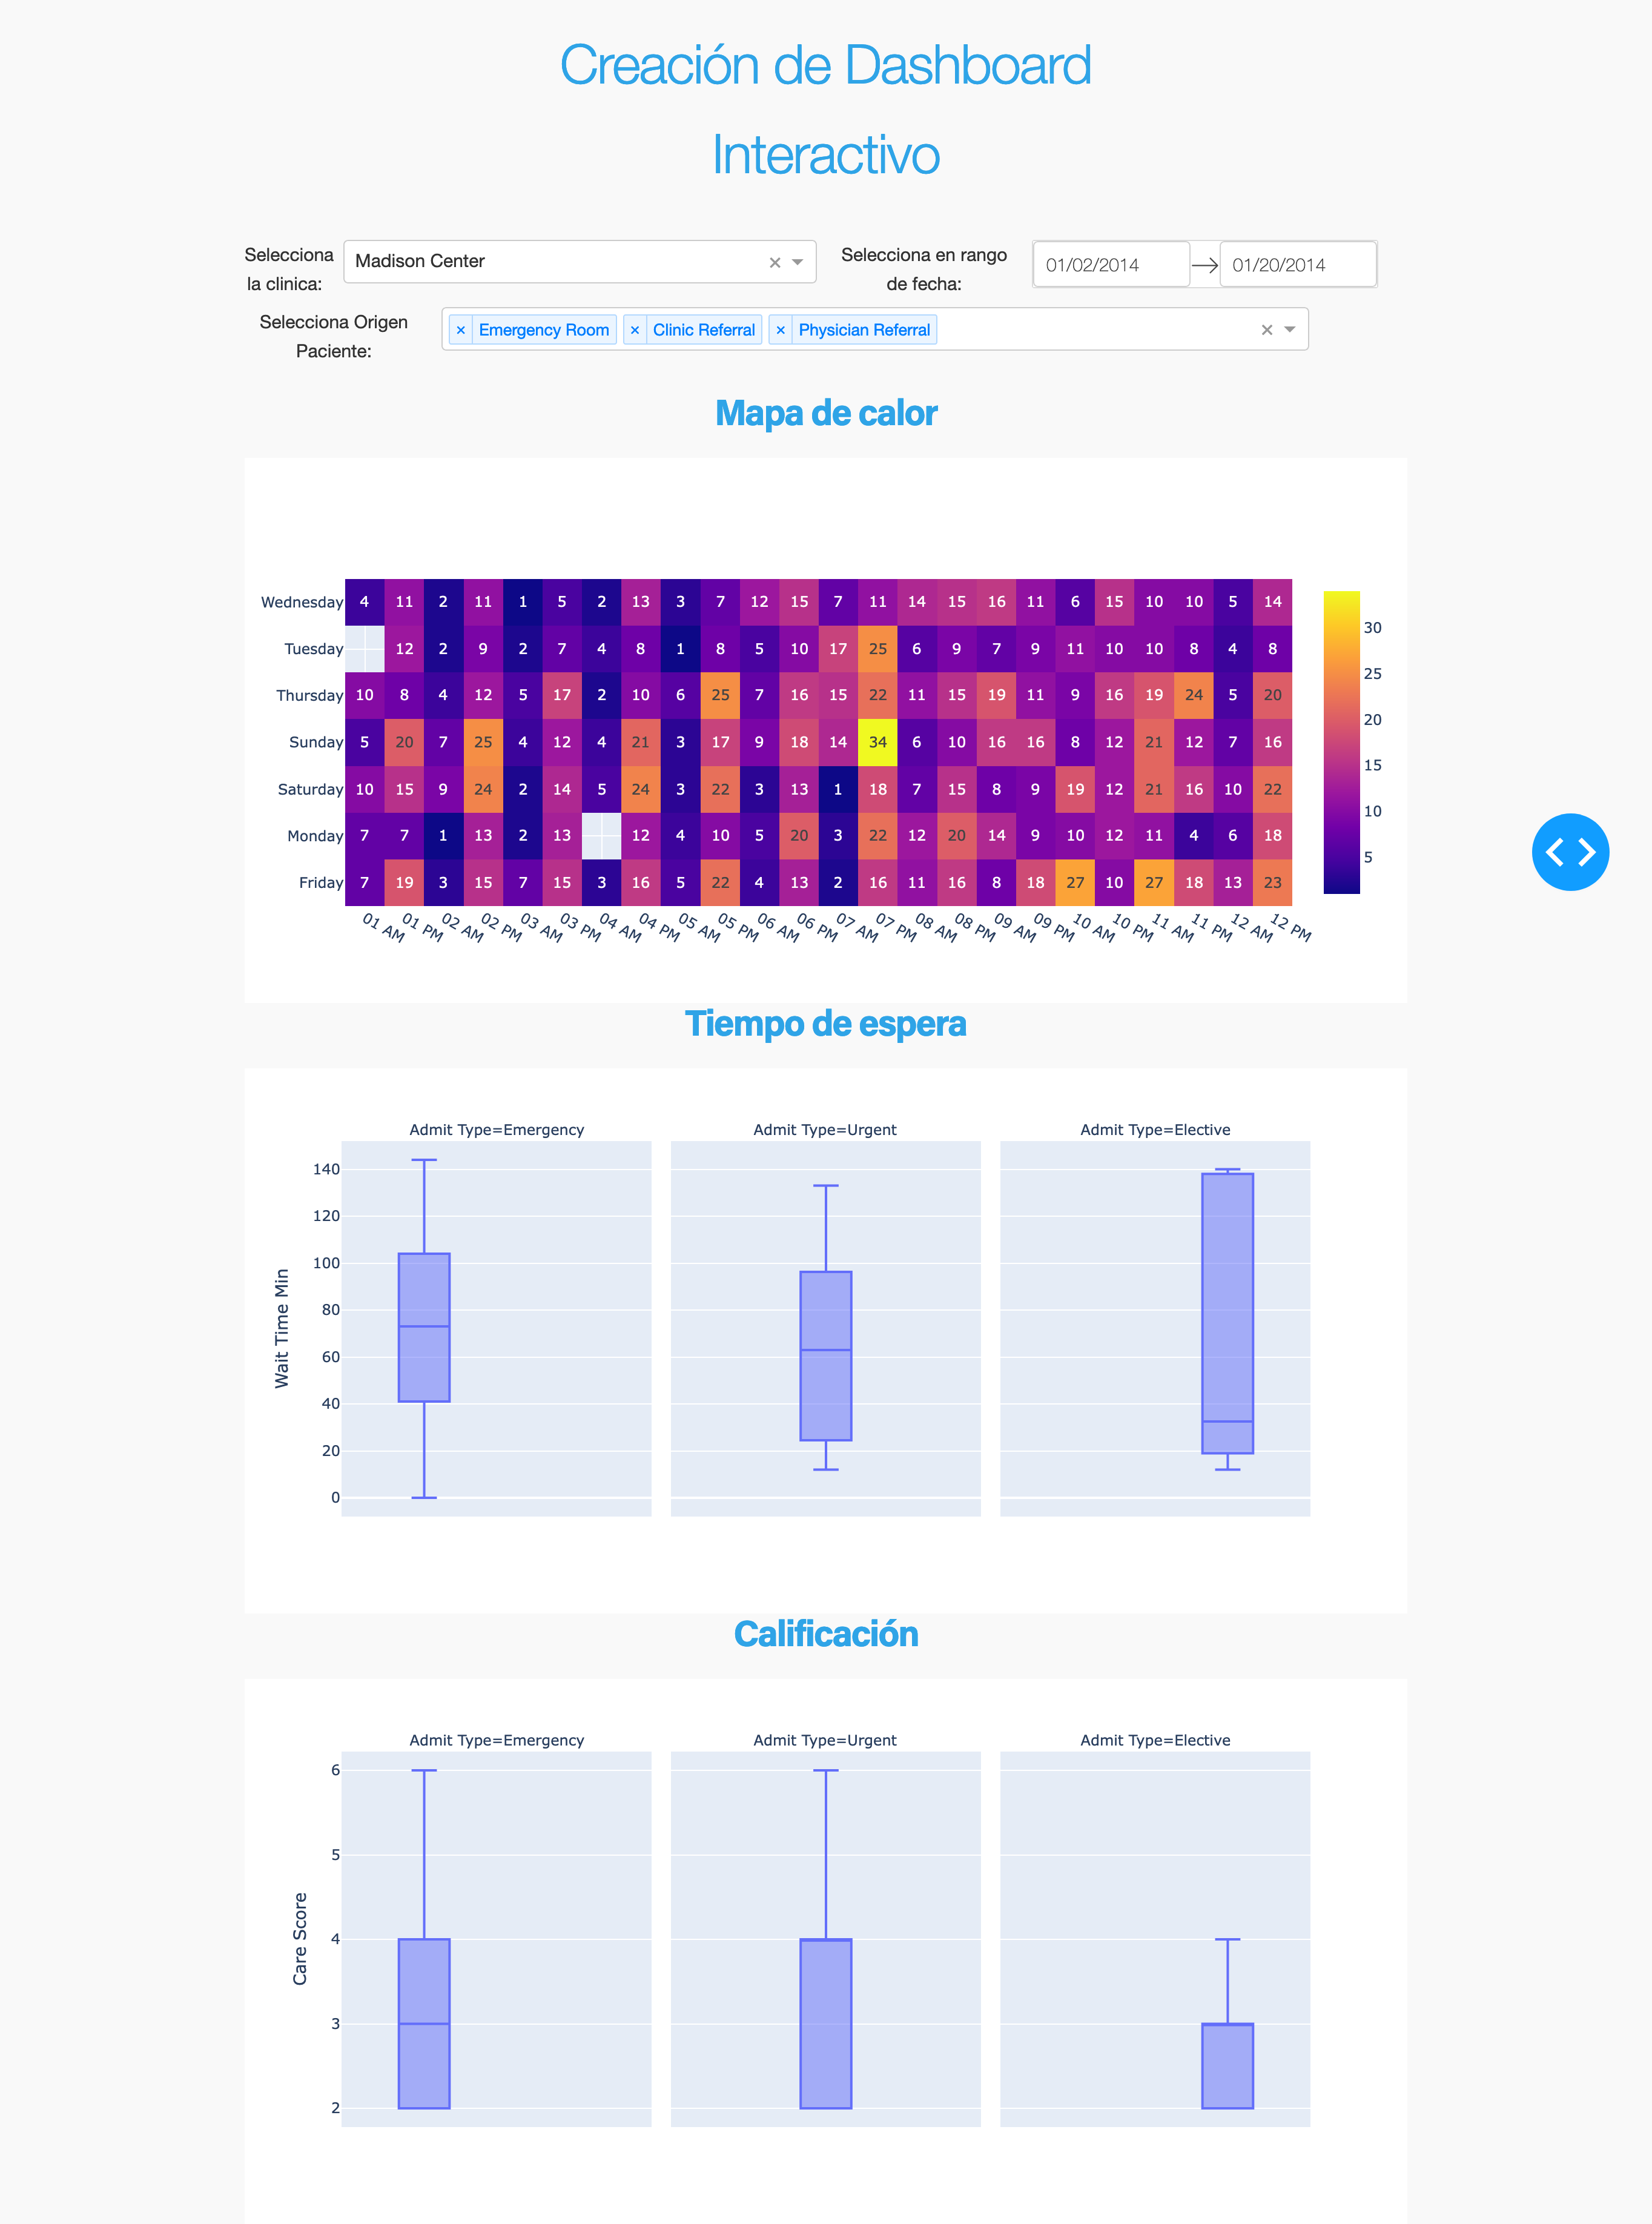 Creación de Dashboard
Interactivo
Selecciona
la clinica:
Madison Center
Selecciona en rango
de fecha:
01/02/2014
01/20/2014
Selecciona Origen
Paciente:
× Emergency Room × Clinic Referral × Physician Referral
Mapa de calor
Wednesday 4 11 2 11 1 5 2 13 3 7 12 15 7 11 14 15 16 11 6 15 10 10 5 14
Tuesday 12 2 9 2 7 4 8 1 8 5 10 17 25 6 9 7 9 11 10 10 8 4 8
Thursday 10 8 4 12 5 17 2 10 6 25 7 16 15 22 11 15 19 11 9 16 19 24 5 20
Sunday 5 20 7 25 4 12 4 21 3 17 9 18 14 34 6 10 16 16 8 12 21 12 7 16
Saturday 10 15 9 24 2 14 5 24 3 22 3 13 1 18 7 15 8 9 19 12 21 16 10 22
Monday 7 7 1 13 2 13 12 4 10 5 20 3 22 12 20 14 9 10 12 11 4 6 18
Friday 7 19 3 15 7 15 3 16 5 22 4 13 2 16 11 16 8 18 27 10 27 18 13 23
01 AM 01 PM 02 AM 02 PM 03 AM 03 PM 04 AM 04 PM 05 AM 05 PM 06 AM 06 PM 07 AM 07 PM 08 AM 08 PM 09 AM 09 PM 10 AM 10 PM 11 AM 11 PM 12 AM 12 PM
30
25
20
15
10
5
Tiempo de espera
Admit Type=Emergency
Admit Type=Urgent
Admit Type=Elective
Wait Time Min
140
120
100
80
60
40
20
0
Calificación
Admit Type=Emergency
Admit Type=Urgent
Admit Type=Elective
Care Score
6
5
4
3
2